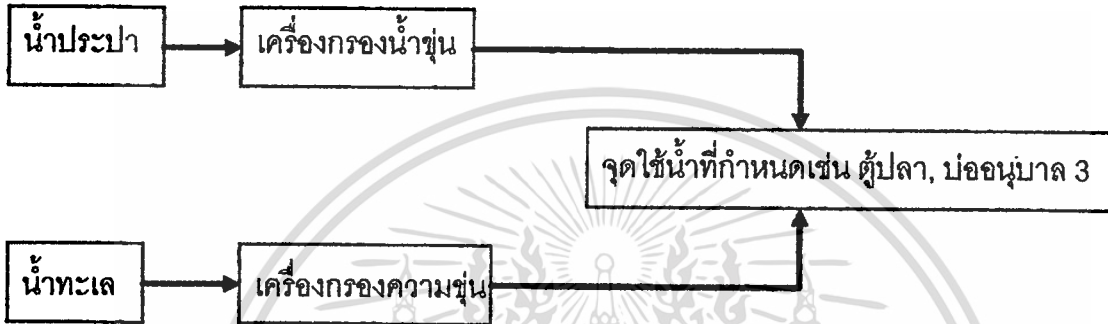 น้ำประปา
เครื่องกรองน้ำขุ่น
จุดใช้น้ำที่กำหนดเช่น ตู้ปลา, บ่ออนุบาล 3
น้ำทะเล
เครื่องกรองความขุ่น